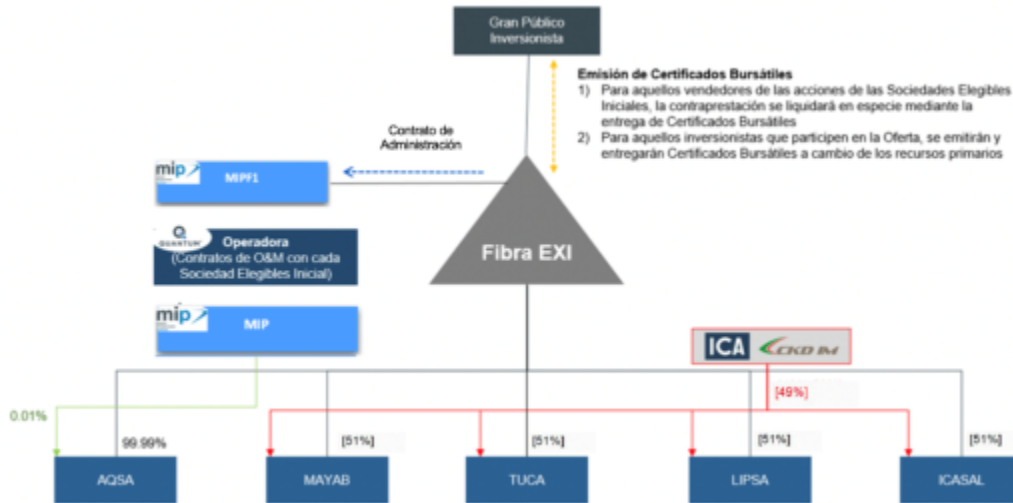 Gran Público
Inversionista
Emisión de Certificados Bursátiles
1) Para aquellos vendedores de las acciones de las Sociedades Elegibles
Iniciales, la contraprestación se liquidará en especie mediante la
entrega de Certificados Bursátiles
2) Para aquellos inversionistas que participen en la Oferta, se emitirán y
entregarán Certificados Bursátiles a cambio de los recursos primarios
Contrato de
Administración
mip
MIPF1
Fibra EXI
QUANTUM
Operadora
(Contratos de O&M con cada
Sociedad Elegibles Inicial)
mip
MIP
ICA CKD IM
[49%]
0.01%
99.99%
[51%]
[51%]
[51%]
[51%]
AQSA
MAYAB
TUCA
LIPSA
ICASAL